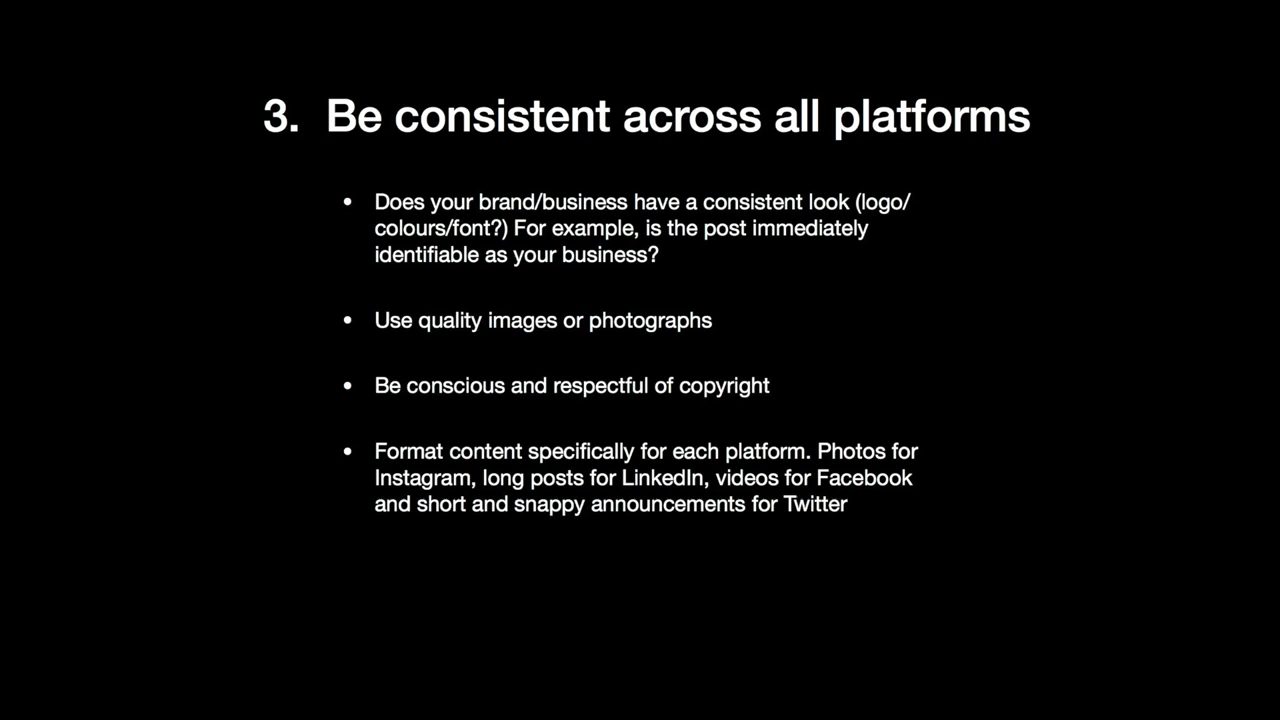 3. Be consistent across all platforms
• Does your brand/business have a consistent look (logo/
colours/font?) For example, is the post immediately
identifiable as your business?
• Use quality images or photographs
• Be conscious and respectful of copyright
• Format content specifically for each platform. Photos for
Instagram, long posts for LinkedIn, videos for Facebook
and short and snappy announcements for Twitter